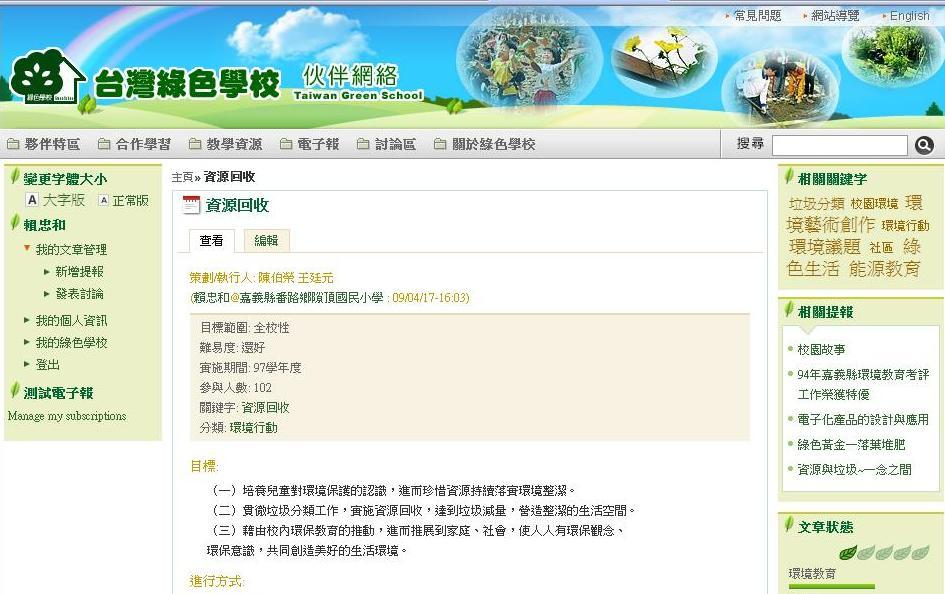 常見問題 網站導覽 English
綠色學校
台灣綠色學校 伙伴網絡
Taiwan Green School
夥伴特區 合作學習 教學資源 電子報 討論區 關於綠色學校 搜尋
變更字體大小
A 大字版 A 正常版
賴忠和
我的文章管理
新增提報
發表討論
我的個人資訊
我的綠色學校
登出
測試電子報
Manage my subscriptions
主頁» 資源回收
資源回收
查看 編輯
策劃/執行人: 陳伯榮 王廷元
(賴忠和@嘉義縣番路鄉隙頂國民小學 : 09/04/17-16:03)
目標範圍: 全校性
難易度: 還好
實施期間: 97學年度
參與人數: 102
關鍵字: 資源回收
分類: 環境行動
目標:
（一）培養兒童對環境保護的認識，進而珍惜資源持續落實環境整潔。
（二）貫徹垃圾分類工作，實施資源回收，達到垃圾減量，營造整潔的生活空間。
（三）藉由校內環保教育的推動，進而推展到家庭、社會，使人人有環保觀念、
環保意識，共同創造美好的生活環境。
進行方式:
相關關鍵字
垃圾分類 校園環境 環
境藝術創作 環境行動
環境議題 社區 綠
色生活 能源教育
相關提報
校園故事
94年嘉義縣環境教育考評
工作榮獲特優
電子化產品的設計與應用
綠色黃金—落葉堆肥
資源與垃圾~一念之間
文章狀態
環境教育